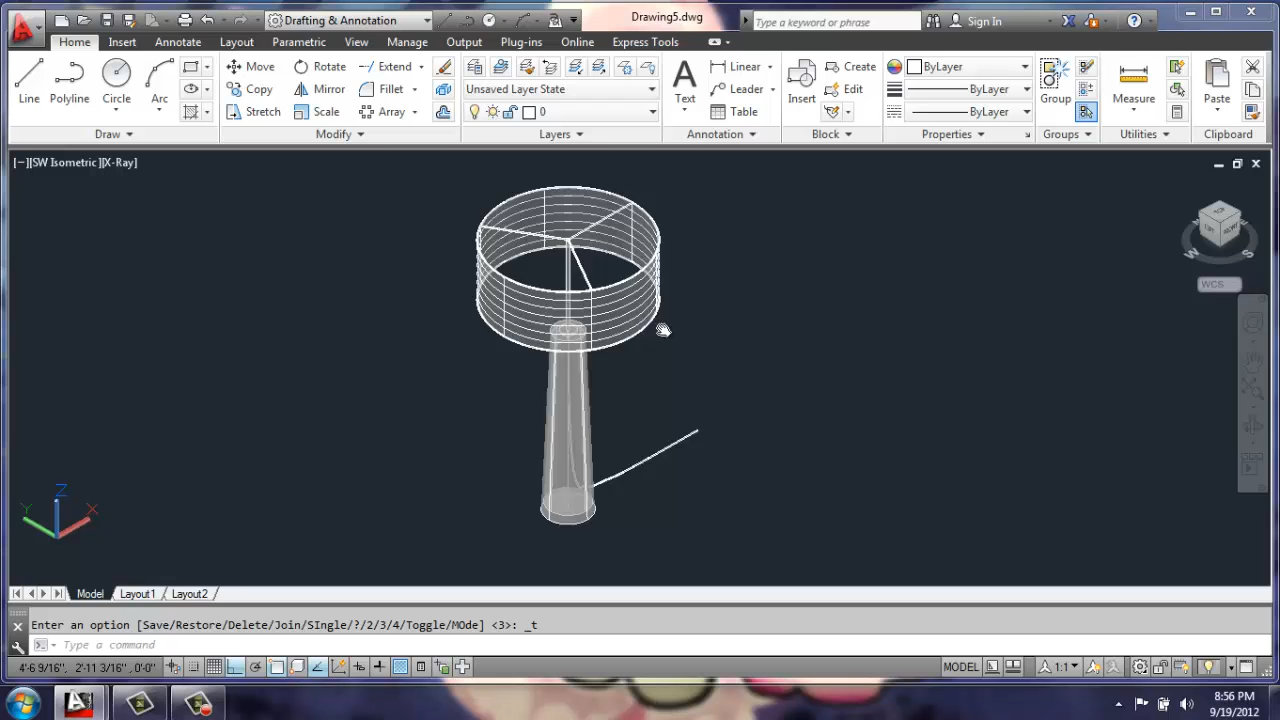 Drafting & Annotation
Drawing5.dwg
Type a keyword or phrase
Sign In
Home Insert Annotate Layout Parametric View Manage Output Plug-ins Online Express Tools
Line Polyline Circle Arc
Move Rotate Extend
Copy Mirror Fillet
Stretch Scale Array
Unsaved Layer State
0
Text
Linear
Leader
Table
Insert
Create
Edit
ByLayer
ByLayer
ByLayer
Group
Measure
Paste
Draw Modify Layers Annotation Block Properties Groups Utilities Clipboard
[−][SW Isometric][X-Ray]
TOP
FRONT
W S
WCS
Z
Y X
Model Layout1 Layout2
Enter an option [Save/Restore/Delete/Join/SIngle/?/2/3/4/Toggle/MOde] <3>: _t
Type a command
4'-6 9/16", 2'-11 3/16", 0'-0"
MODEL
1:1
8:56 PM
9/19/2012